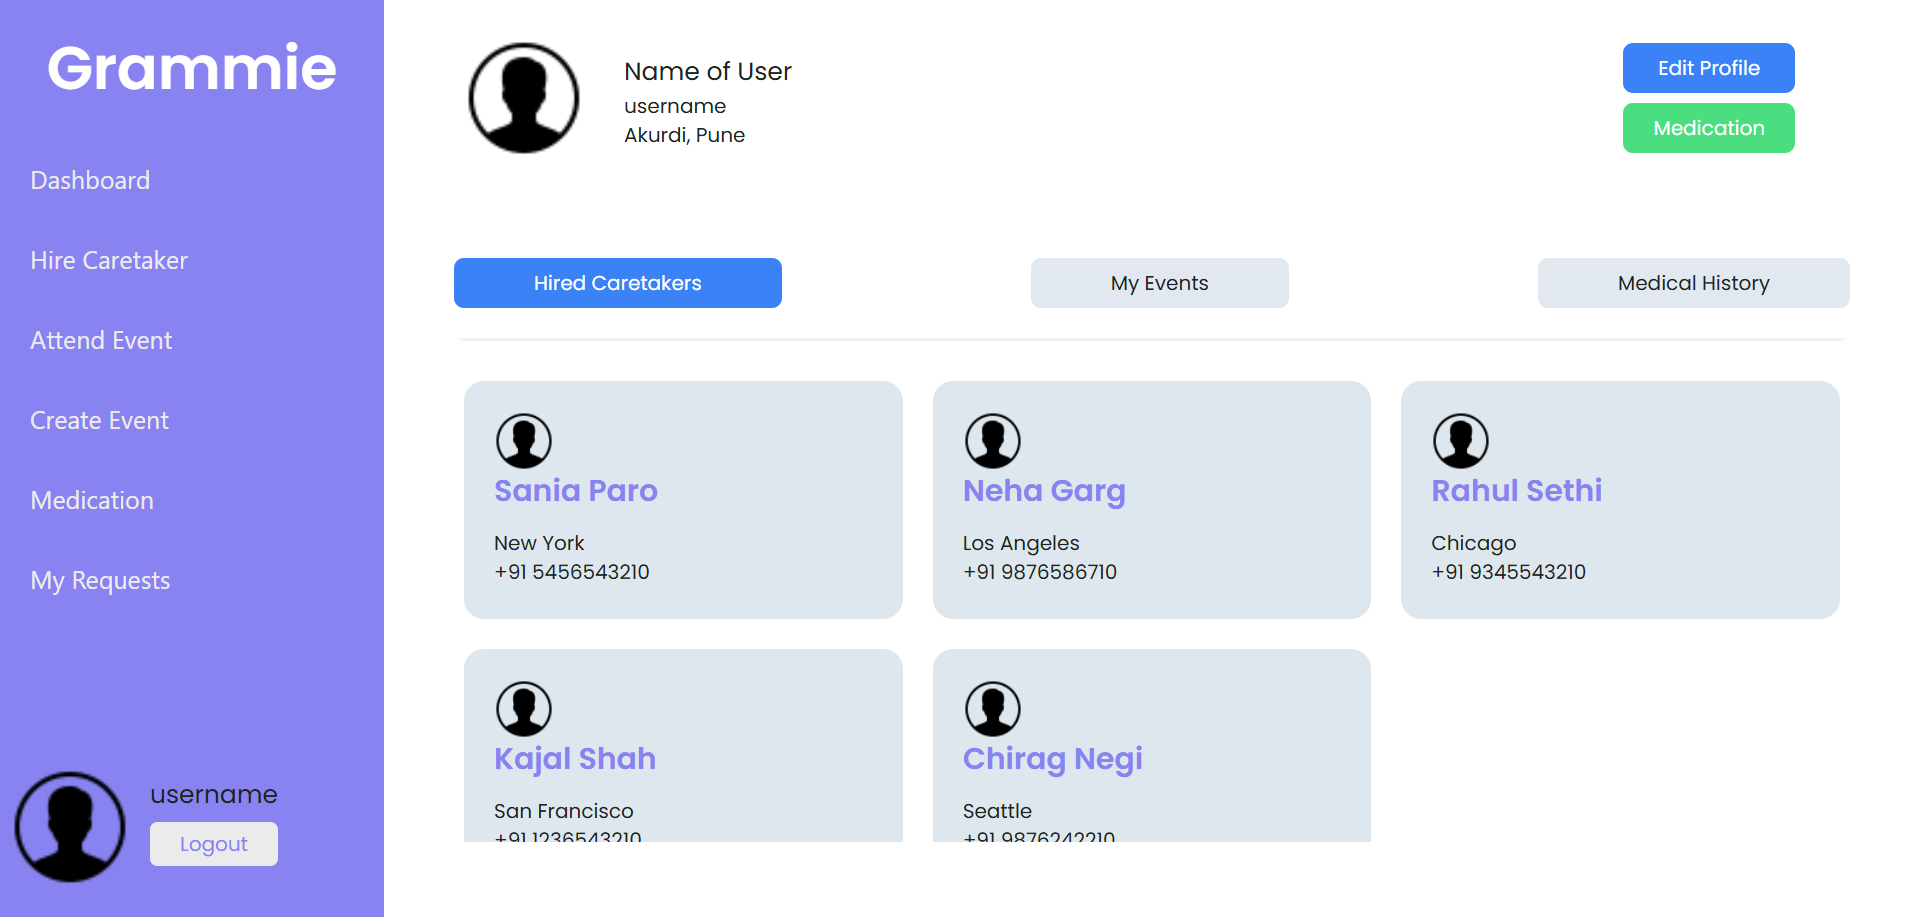 Grammie
Dashboard
Hire Caretaker
Attend Event
Create Event
Medication
My Requests
username
Logout
Name of User
username
Akurdi, Pune
Edit Profile
Medication
Hired Caretakers
My Events
Medical History
Sania Paro
New York
+91 5456543210
Neha Garg
Los Angeles
+91 9876586710
Rahul Sethi
Chicago
+91 9345543210
Kajal Shah
San Francisco
+91 1236543210
Chirag Negi
Seattle
+91 9876242210